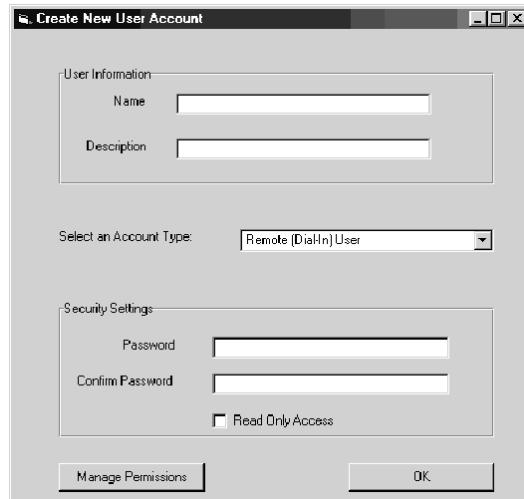 Create New User Account
User Information
Name
Description
Select an Account Type:
Remote (Dial-In) User
Security Settings
Password
Confirm Password
Read Only Access
Manage Permissions
OK